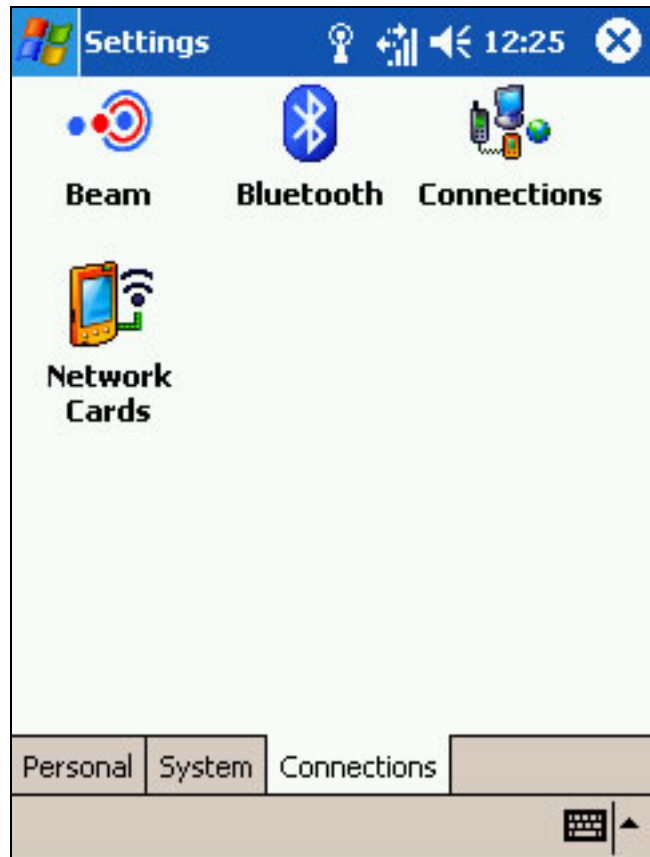 Settings 12:25
Beam Bluetooth Connections
Network
Cards
Personal System Connections